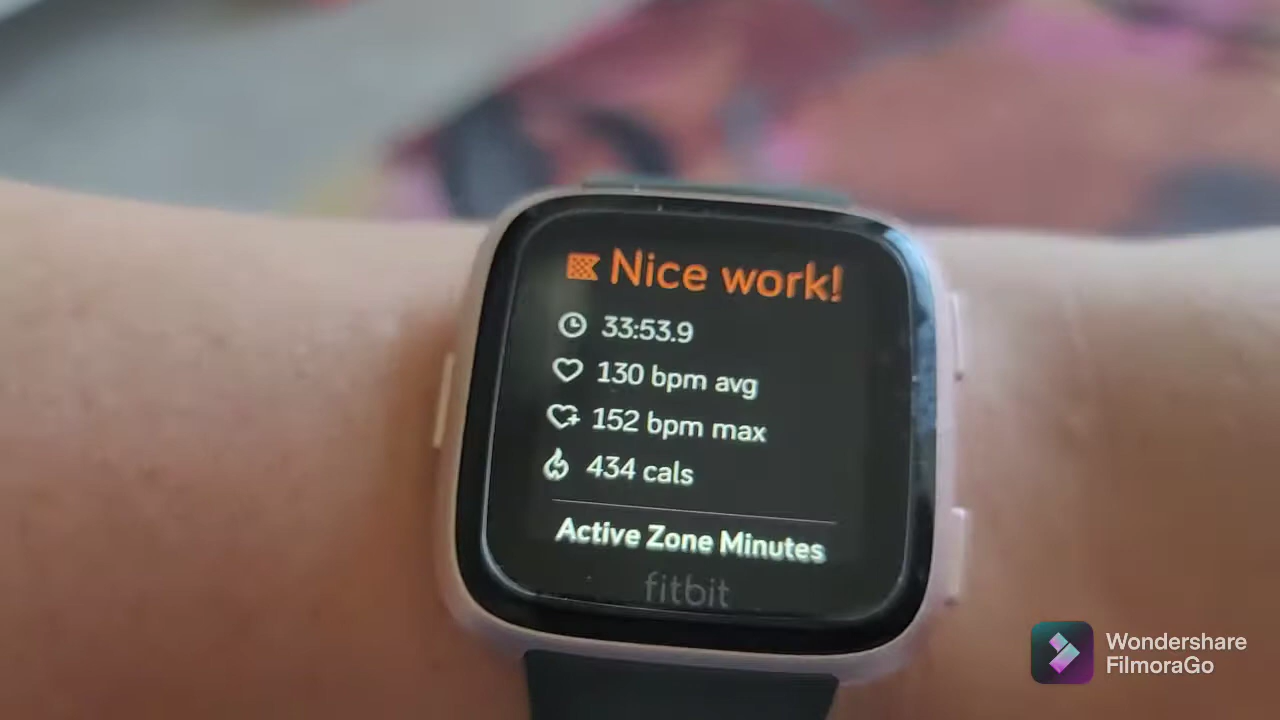 Nice work!
33:53.9
130 bpm avg
152 bpm max
434 cals
Active Zone Minutes
fitbit
Wondershare
FilmoraGo